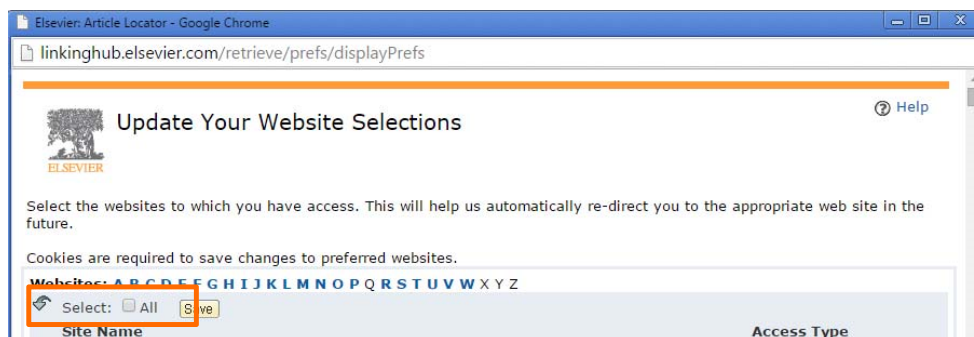 Elsevier: Article Locator - Google Chrome
linkinghub.elsevier.com/retrieve/prefs/displayPrefs
Help
Update Your Website Selections
ELSEVIER
Select the websites to which you have access. This will help us automatically re-direct you to the appropriate web site in the
future.
Cookies are required to save changes to preferred websites.
Websites: A B C D E F G H I J K L M N O P Q R S T U V W X Y Z
Select: All Save
Site Name Access Type